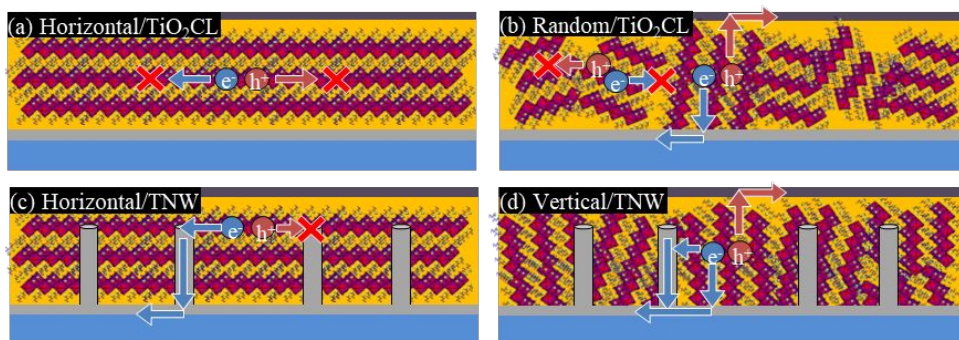 (a) Horizontal/TiO₂CL
e⁻ h⁺
(b) Random/TiO₂CL
h⁺
e⁻
e⁻ h⁺
(c) Horizontal/TNW
e⁻ h⁺
(d) Vertical/TNW
e⁻ h⁺